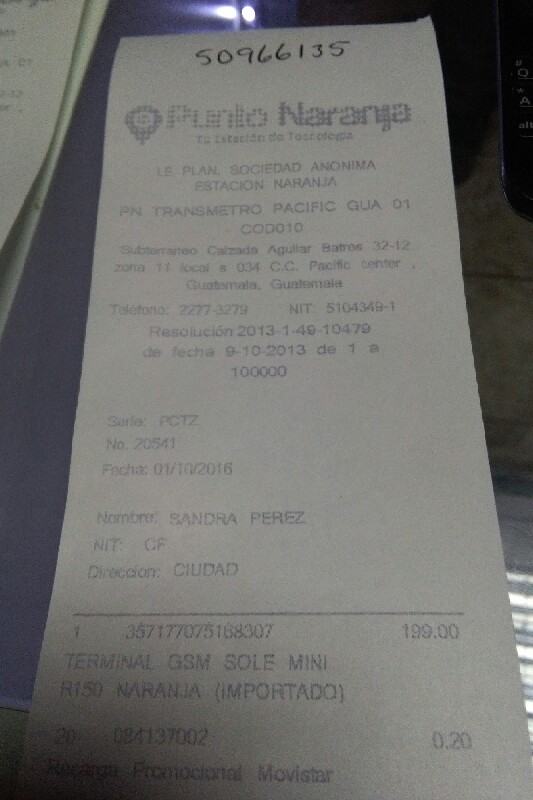 50966135
Punto Naranja
Tu Estación de Tecnología
LE PLAN, SOCIEDAD ANONIMA
ESTACION NARANJA
PN TRANSMETRO PACIFIC GUA 01
COD010
Subterraneo Calzada Aguilar Batres 32-12
zona 11 local s 034 C.C. Pacific center ,
Guatemala, Guatemala
Teléfono: 2277-3279 NIT: 5104349-1
Resolución 2013-1-49-10479
de fecha 9-10-2013 de 1 a
100000
Serie: PCTZ
No. 20541
Fecha: 01/10/2016
Nombre: SANDRA PEREZ
NIT: CF
Direccion: CIUDAD
1 357177075168307 199.00
TERMINAL GSM SOLE MINI
R150 NARANJA (IMPORTADO)
20 084137002 0.20
Recarga Promocional Movistar
alt